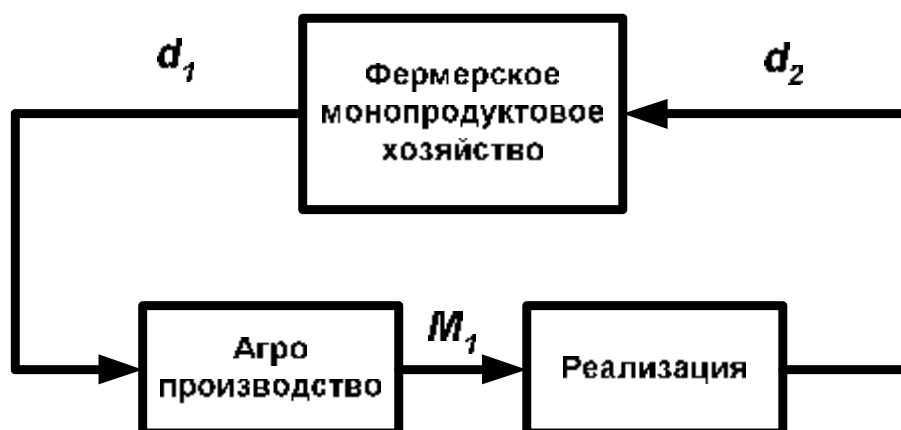 d₁
Фермерское
монопродуктовое
хозяйство
d₂
Агро
производство
M₁
Реализация